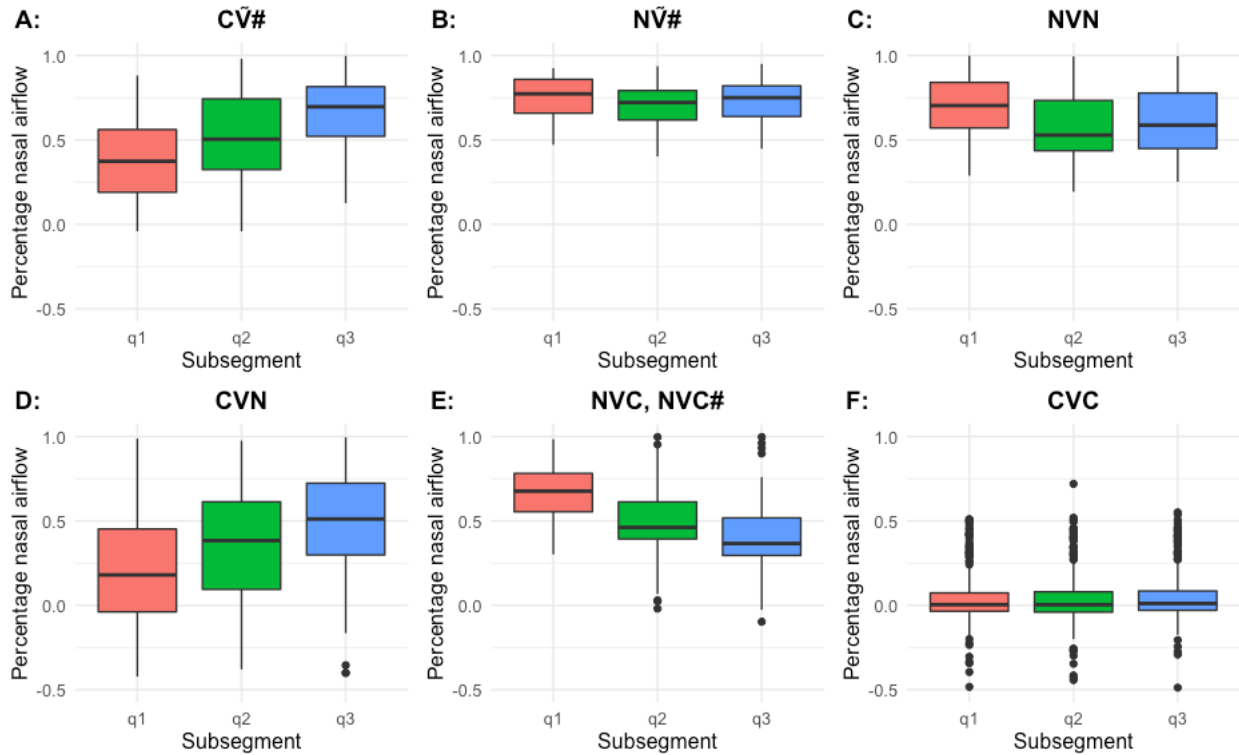 A: CṼ#
Percentage nasal airflow
1.0
0.5
0.0
-0.5
q1 q2 q3
Subsegment
B: NṼ#
Percentage nasal airflow
1.0
0.5
0.0
-0.5
q1 q2 q3
Subsegment
C: NVN
Percentage nasal airflow
1.0
0.5
0.0
-0.5
q1 q2 q3
Subsegment
D: CVN
Percentage nasal airflow
1.0
0.5
0.0
-0.5
q1 q2 q3
Subsegment
E: NVC, NVC#
Percentage nasal airflow
1.0
0.5
0.0
-0.5
q1 q2 q3
Subsegment
F: CVC
Percentage nasal airflow
1.0
0.5
0.0
-0.5
q1 q2 q3
Subsegment